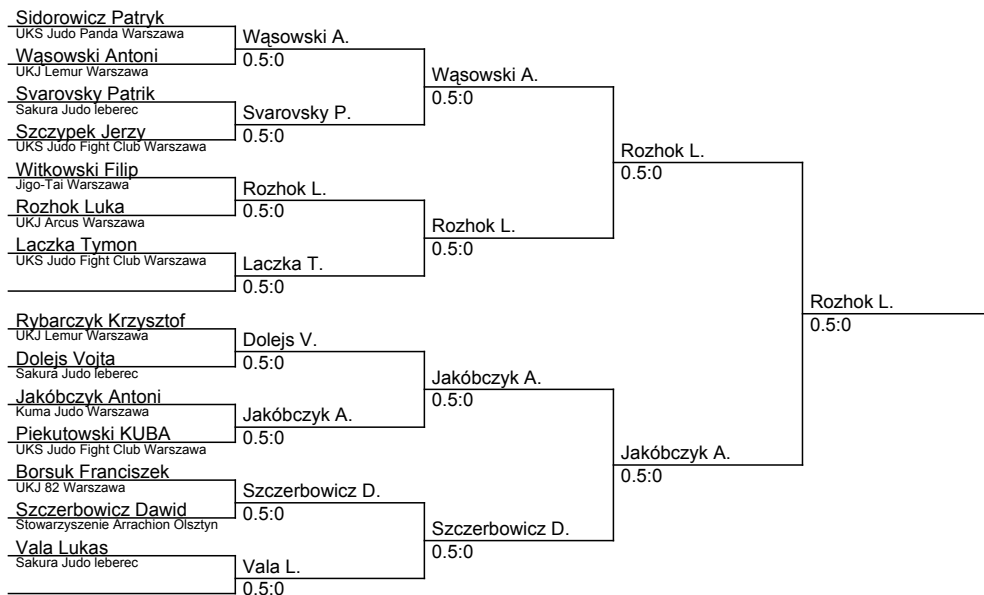 Sidorowicz Patryk
UKS Judo Panda Warszawa
Wąsowski Antoni
UKJ Lemur Warszawa
Svarovsky Patrik
Sakura Judo leberec
Szczypek Jerzy
UKS Judo Fight Club Warszawa
Witkowski Filip
Jigo-Tai Warszawa
Rozhok Luka
UKJ Arcus Warszawa
Laczka Tymon
UKS Judo Fight Club Warszawa
Rybarczyk Krzysztof
UKJ Lemur Warszawa
Dolejs Vojta
Sakura Judo leberec
Jakóbczyk Antoni
Kuma Judo Warszawa
Piekutowski KUBA
UKS Judo Fight Club Warszawa
Borsuk Franciszek
UKJ 82 Warszawa
Szczerbowicz Dawid
Stowarzyszenie Arrachion Olsztyn
Vala Lukas
Sakura Judo leberec
Wąsowski A.
0.5:0
Svarovsky P.
0.5:0
Rozhok L.
0.5:0
Laczka T.
0.5:0
Dolejs V.
0.5:0
Jakóbczyk A.
0.5:0
Szczerbowicz D.
0.5:0
Vala L.
0.5:0
Wąsowski A.
0.5:0
Rozhok L.
0.5:0
Jakóbczyk A.
0.5:0
Szczerbowicz D.
0.5:0
Rozhok L.
0.5:0
Jakóbczyk A.
0.5:0
Rozhok L.
0.5:0